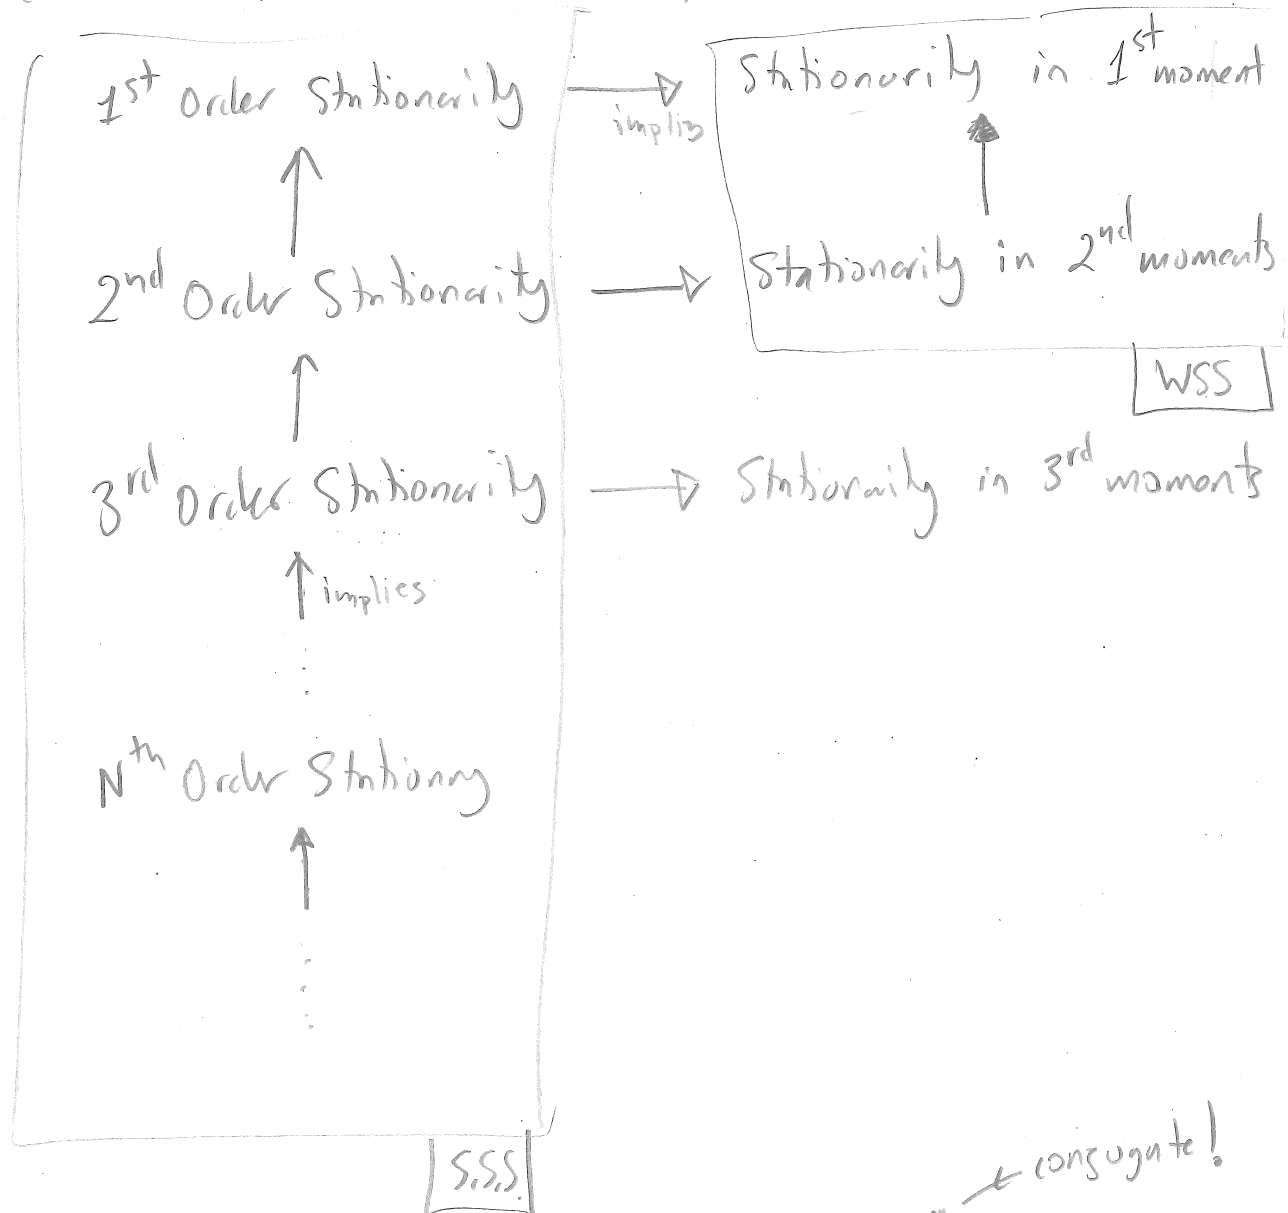 1st Order Stationarity
implies
Stationarity in 1st moment
2nd Order Stationarity
Stationarity in 2nd moments
WSS
3rd Order Stationarity
Stationarity in 3rd moments
implies
Nth Order Stationary
S.S.S.
conjugate!